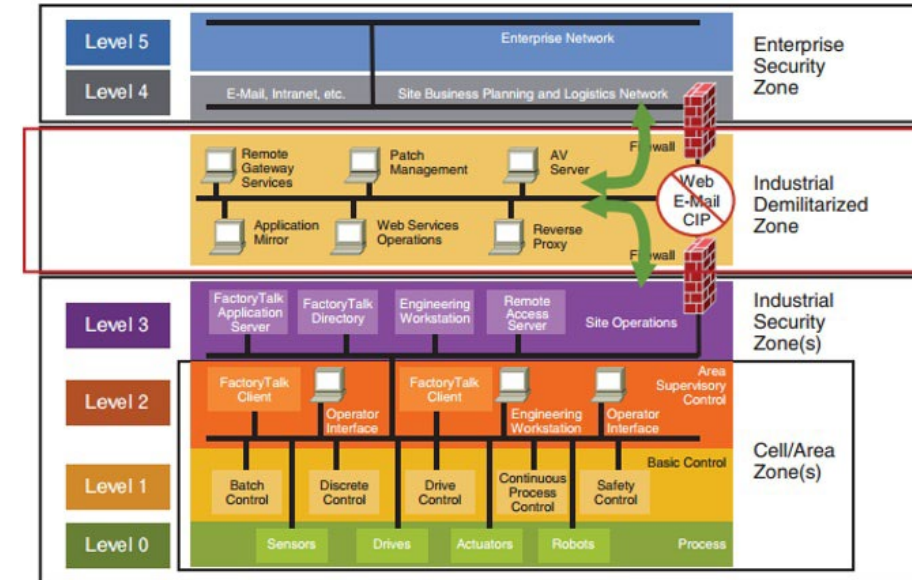 Level 5
Enterprise Network
Enterprise
Security
Zone
Level 4
E-Mail, Intranet, etc.
Site Business Planning and Logistics Network
Firewall
Remote
Gateway
Services
Patch
Management
AV
Server
Web
E-Mail
CIP
Industrial
Demilitarized
Zone
Application
Mirror
Web Services
Operations
Reverse
Proxy
Firewall
Level 3
FactoryTalk
Application
Server
FactoryTalk
Directory
Engineering
Workstation
Remote
Access
Server
Site Operations
Industrial
Security
Zone(s)
Level 2
FactoryTalk
Client
Operator
Interface
FactoryTalk
Client
Engineering
Workstation
Operator
Interface
Area
Supervisory
Control
Cell/Area
Zone(s)
Level 1
Basic Control
Batch
Control
Discrete
Control
Drive
Control
Continuous
Process
Control
Safety
Control
Level 0
Sensors
Drives
Actuators
Robots
Process